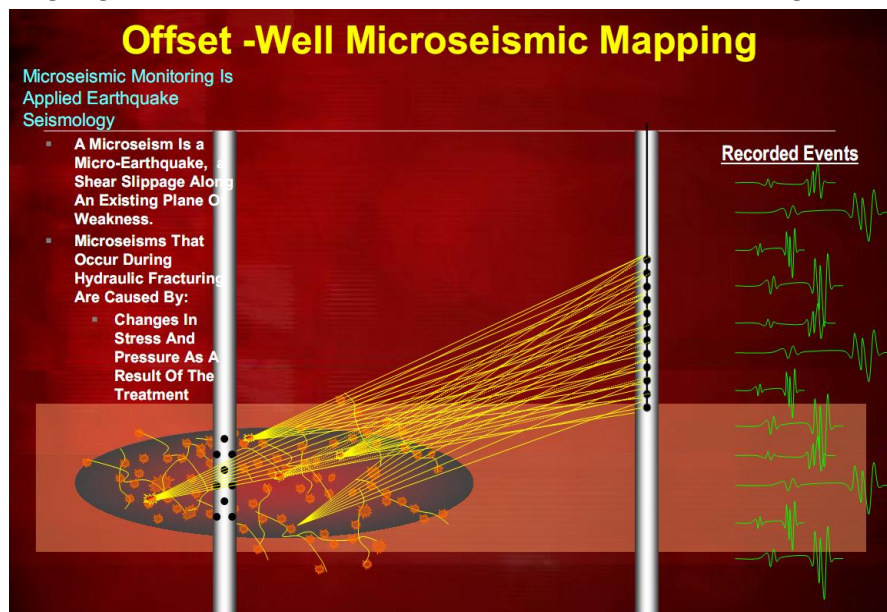 Offset -Well Microseismic Mapping
Microseismic Monitoring Is
Applied Earthquake
Seismology
▪ A Microseism Is a
Micro-Earthquake, a
Shear Slippage Along
An Existing Plane Of
Weakness.
▪ Microseisms That
Occur During
Hydraulic Fracturing
Are Caused By:
▪ Changes In
Stress And
Pressure As A
Result Of The
Treatment
Recorded Events